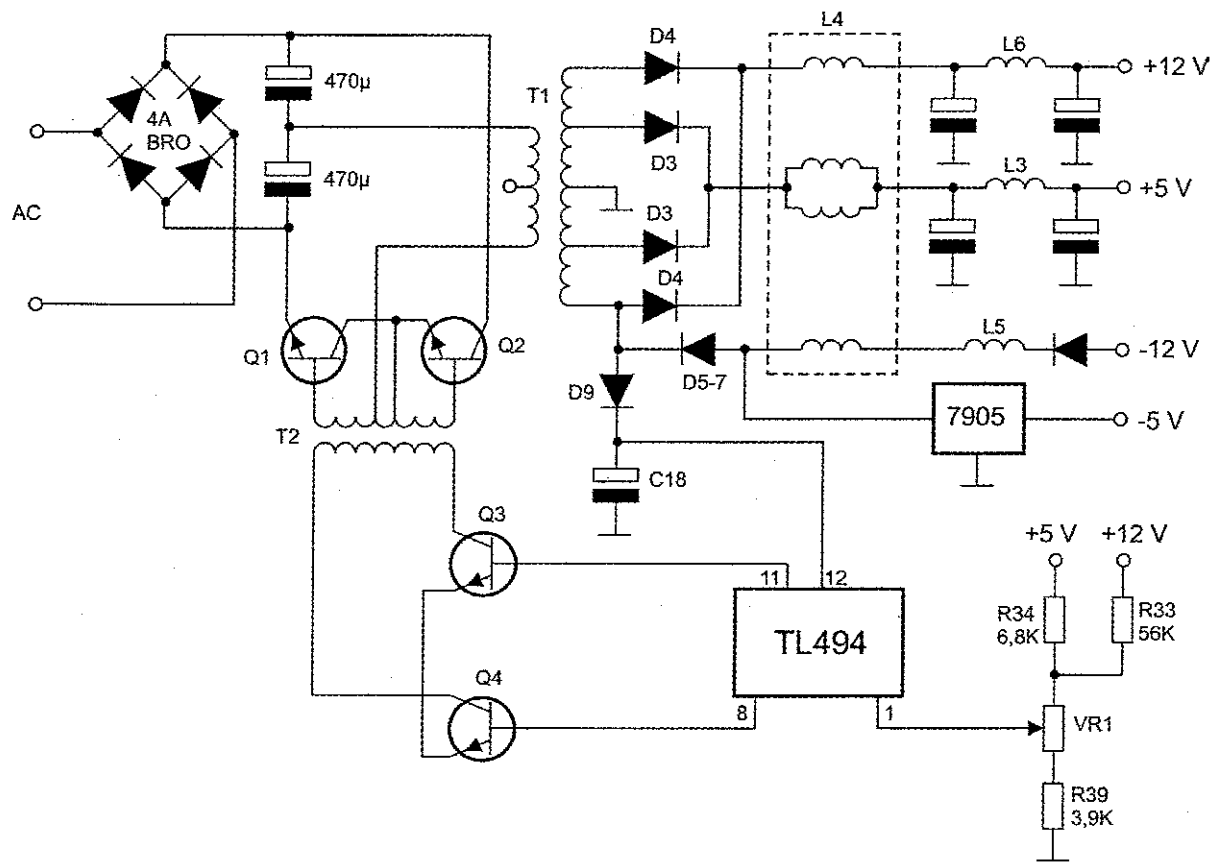 D4
L4
L6
+12 V
470µ
T1
4A
BRO
D3
L3
+5 V
470µ
AC
D3
D4
L5
-12 V
Q1
Q2
D9
D5-7
7905
-5 V
T2
C18
Q3
+5 V
+12 V
11
12
R34
6,8K
R33
56K
TL494
Q4
8
1
VR1
R39
3,9K